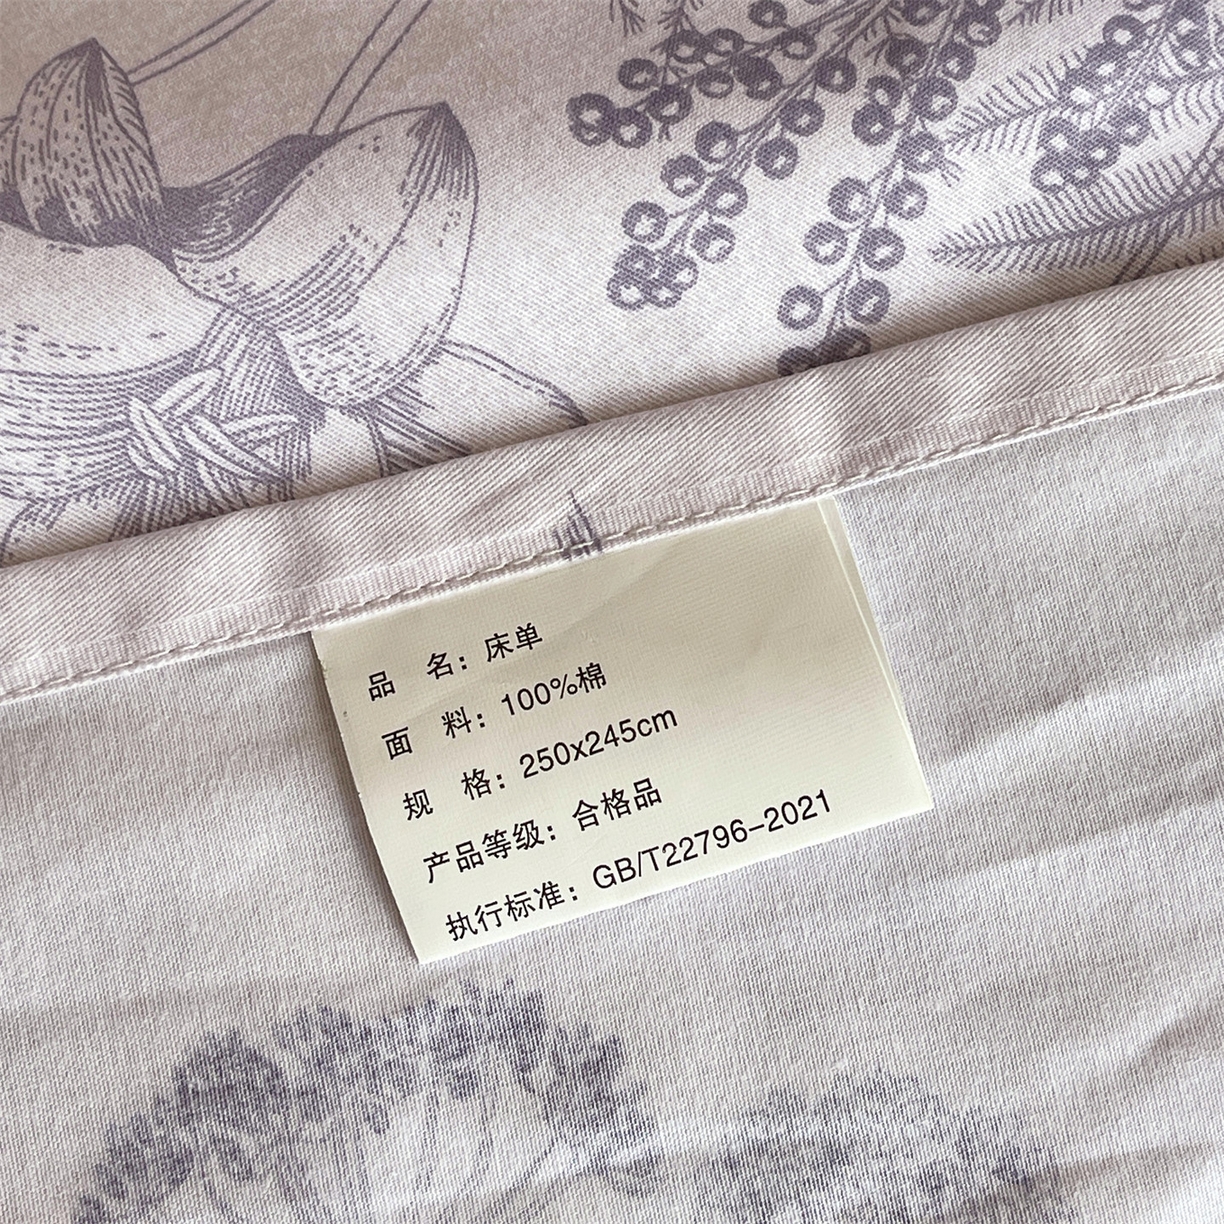 品 名：床单
面 料：100%棉
规 格：250x245cm
产品等级：合格品
执行标准：GB/T22796-2021